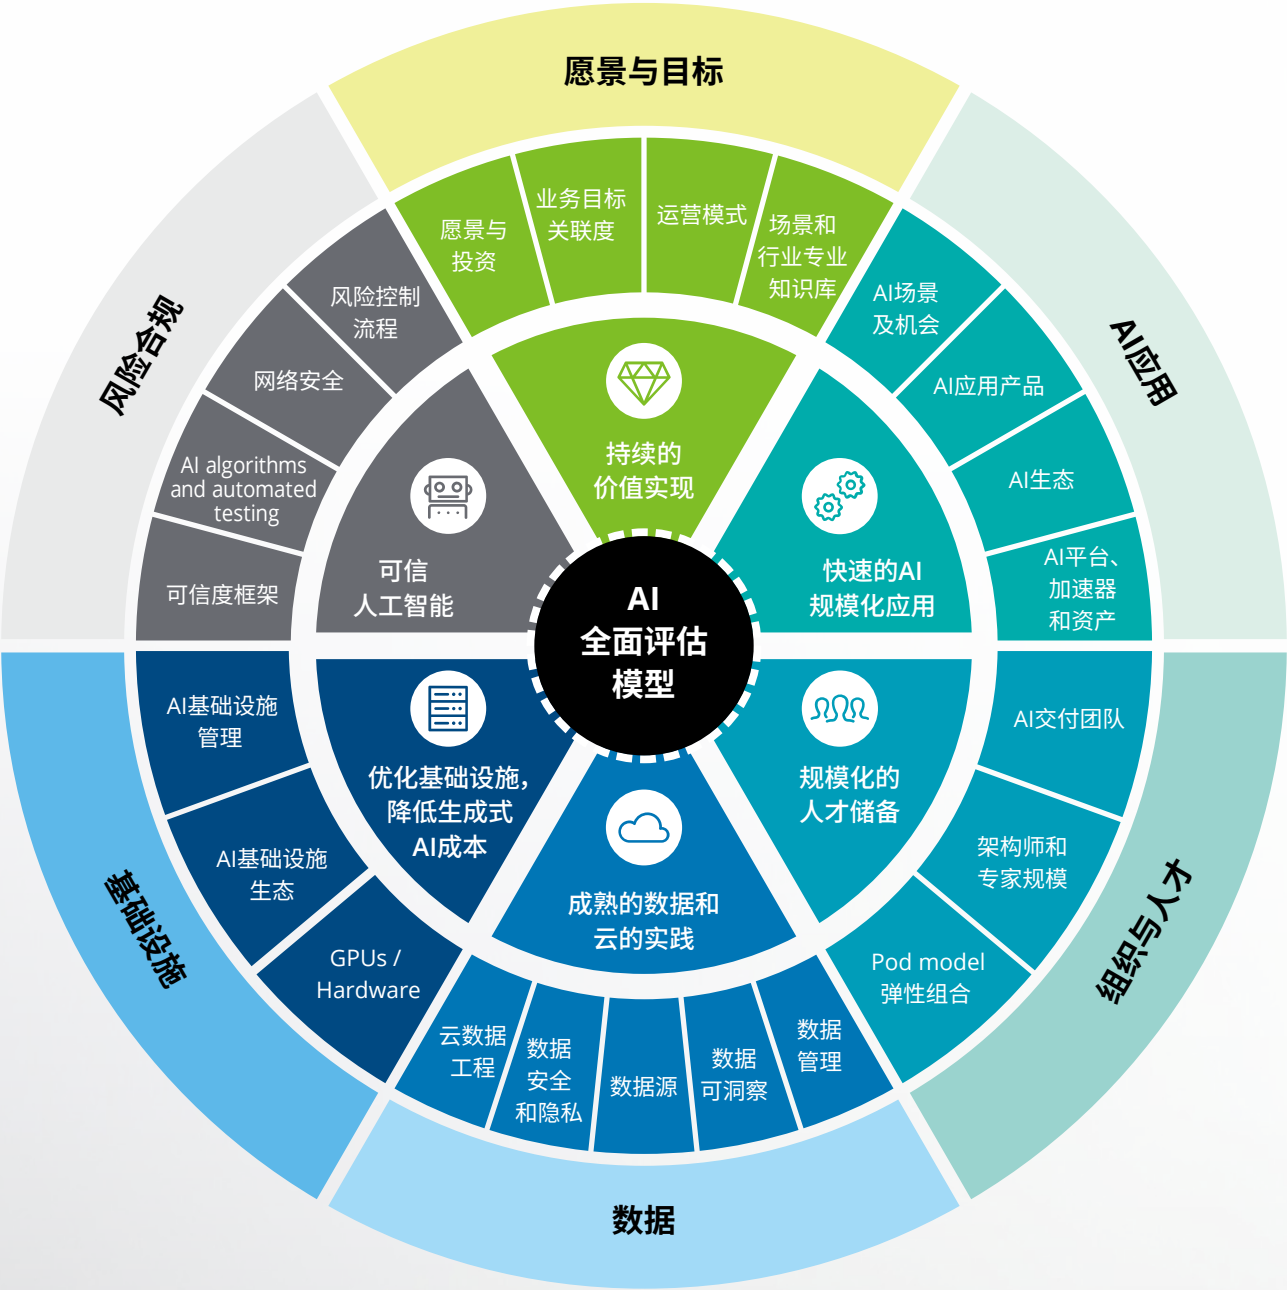 愿景与目标
愿景与
投资
业务目标
关联度
运营模式
场景和
行业专业
知识库
持续的
价值实现
AI应用
AI场景
及机会
AI应用产品
AI生态
AI平台、
加速器
和资产
快速的AI
规模化应用
组织与人才
AI交付团队
架构师和
专家规模
Pod model
弹性组合
规模化的
人才储备
数据
数据
管理
数据
可洞察
数据源
数据
安全
和隐私
云数据
工程
成熟的数据和
云的实践
基础设施
GPUs /
Hardware
AI基础设施
生态
AI基础设施
管理
优化基础设施，
降低生成式
AI成本
风险合规
可信度框架
AI algorithms
and automated
testing
网络安全
风险控制
流程
可信
人工智能
AI
全面评估
模型